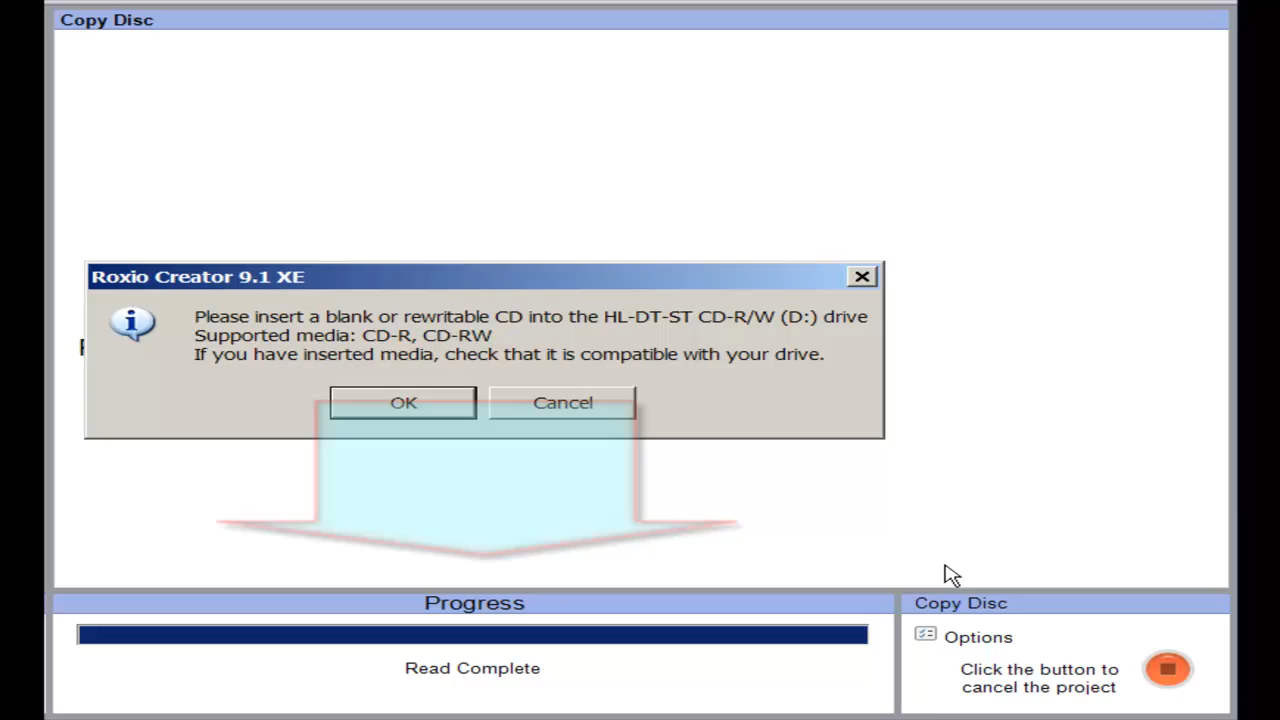 Copy Disc
Roxio Creator 9.1 XE
Please insert a blank or rewritable CD into the HL-DT-ST CD-R/W (D:) drive
Supported media: CD-R, CD-RW
If you have inserted media, check that it is compatible with your drive.
OK Cancel
Progress
Read Complete
Copy Disc
Options
Click the button to
cancel the project